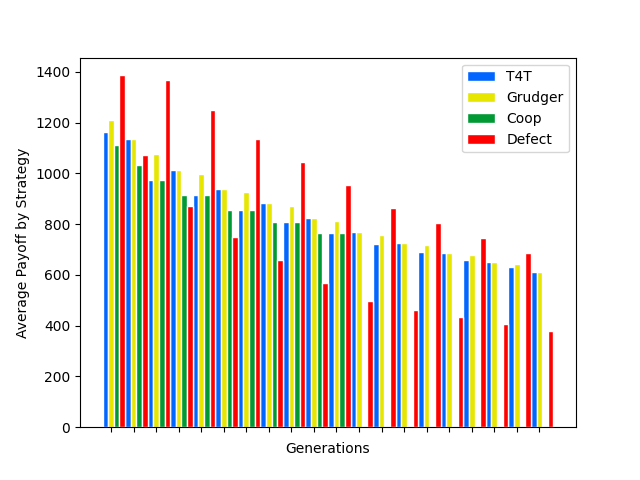 1400
1200
1000
800
600
400
200
0
Average Payoff by Strategy
Generations
T4T
Grudger
Coop
Defect